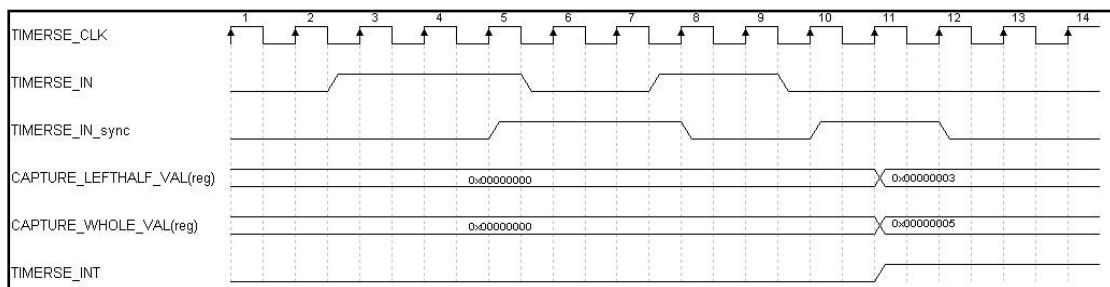 1 2 3 4 5 6 7 8 9 10 11 12 13 14
TIMERSE_CLK
TIMERSE_IN
TIMERSE_IN_sync
CAPTURE_LEFTHALF_VAL(reg) 0x00000000 0x00000003
CAPTURE_WHOLE_VAL(reg) 0x00000000 0x00000005
TIMERSE_INT